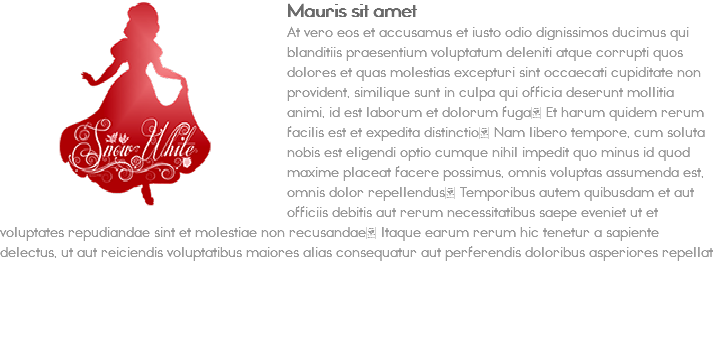 Snow White
Mauris sit amet
At vero eos et accusamus et iusto odio dignissimos ducimus qui
blanditiis praesentium voluptatum deleniti atque corrupti quos
dolores et quas molestias excepturi sint occaecati cupiditate non
provident, similique sunt in culpa qui officia deserunt mollitia
animi, id est laborum et dolorum fuga Et harum quidem rerum
facilis est et expedita distinctio Nam libero tempore, cum soluta
nobis est eligendi optio cumque nihil impedit quo minus id quod
maxime placeat facere possimus, omnis voluptas assumenda est,
omnis dolor repellendus Temporibus autem quibusdam et aut
officiis debitis aut rerum necessitatibus saepe eveniet ut et
voluptates repudiandae sint et molestiae non recusandae Itaque earum rerum hic tenetur a sapiente
delectus, ut aut reiciendis voluptatibus maiores alias consequatur aut perferendis doloribus asperiores repellat